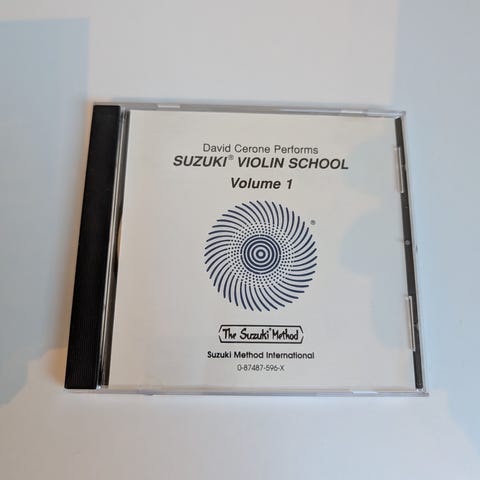 David Cerone Performs
SUZUKI® VIOLIN SCHOOL
Volume 1
®
The Suzuki® Method
Suzuki Method International
0-87487-596-X